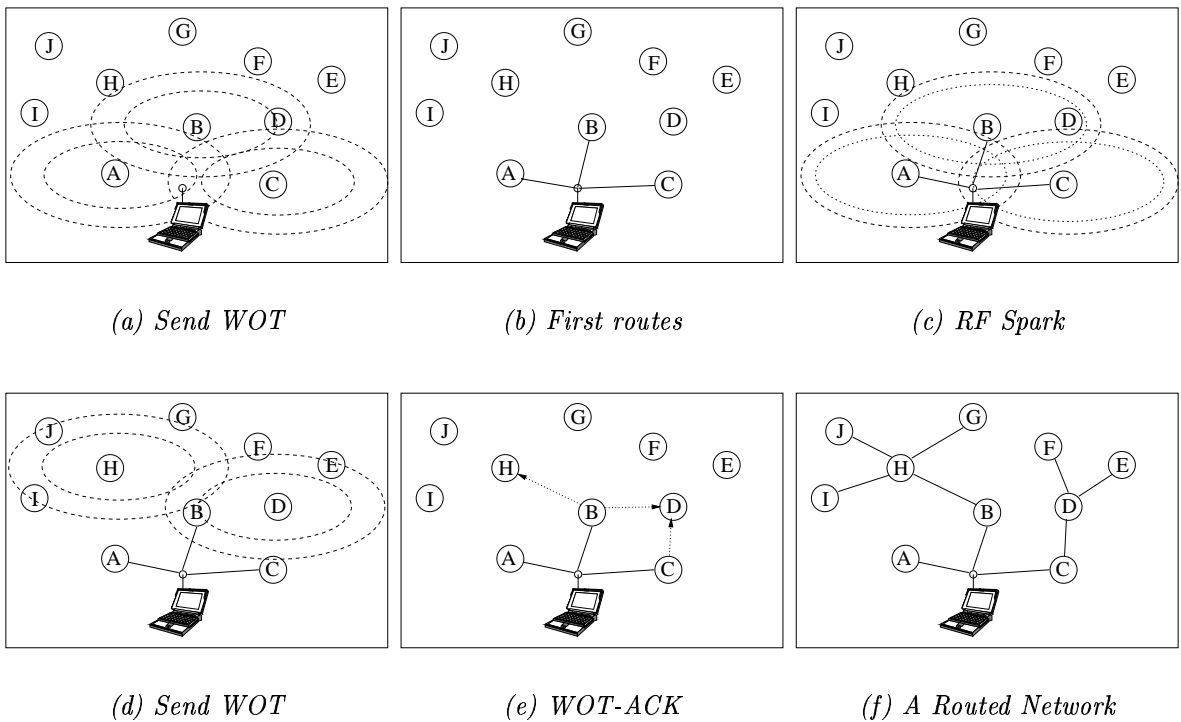 G
J
F
H
E
I
B
D
A
C
(a) Send WOT
G
J
F
H
E
I
B
D
A
C
(b) First routes
G
J
F
H
E
I
B
D
A
C
(c) RF Spark
G
J
F
H
E
I
B
D
A
C
(d) Send WOT
G
J
F
H
E
I
B
D
A
C
(e) WOT-ACK
G
J
F
H
E
I
B
D
A
C
(f) A Routed Network